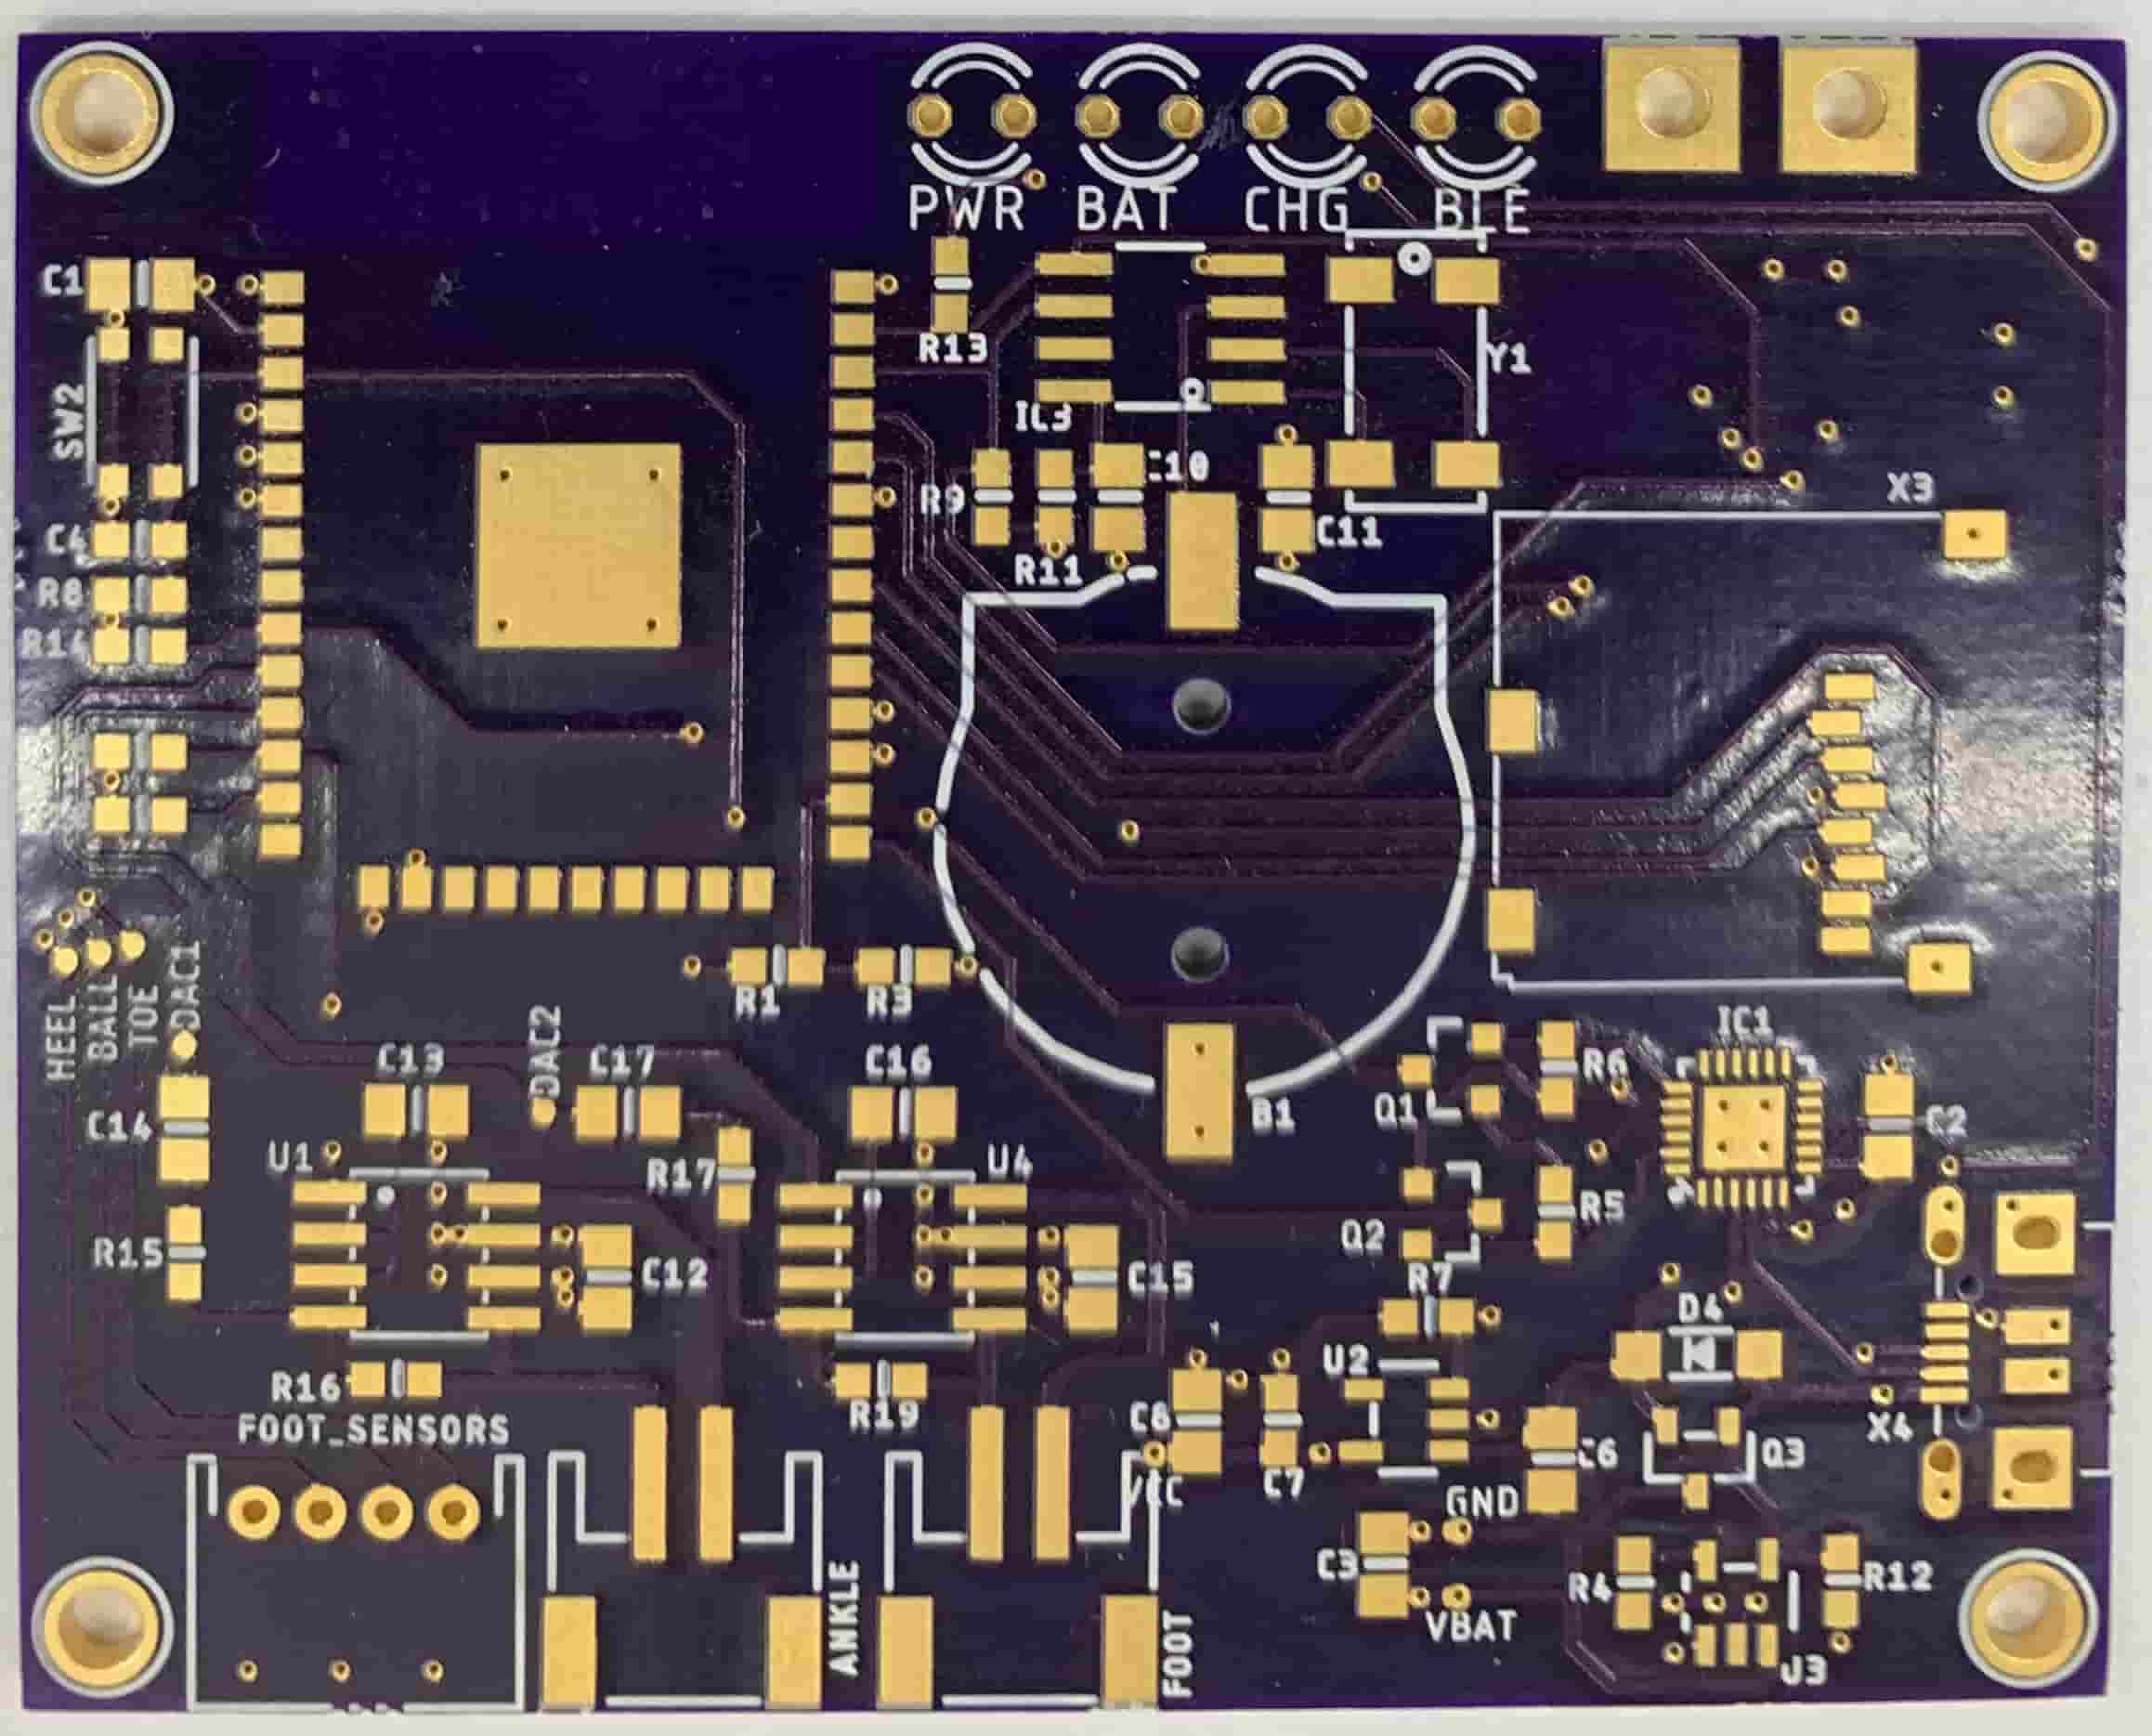 PWR BAT CHG BLE
C1
R13
Y1
SW2
IC3
C10
X3
R9
C4
C11
R11
R8
R14
HEEL
BALL
TOE
DAC1
R1
R3
DAC2
IC1
C13
C17
C16
R6
Q1
B1
C2
C14
U1
R17
U4
R5
Q2
R15
C12
C15
R7
D4
U2
R16
R19
C8
X4
FOOT_SENSORS
C7
C6
Q3
VCC
GND
C3
R4
R12
ANKLE
FOOT
VBAT